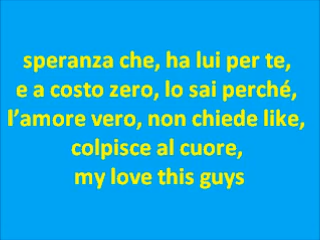 speranza che, ha lui per te,
e a costo zero, lo sai perché,
l’amore vero, non chiede like,
colpisce al cuore,
my love this guys